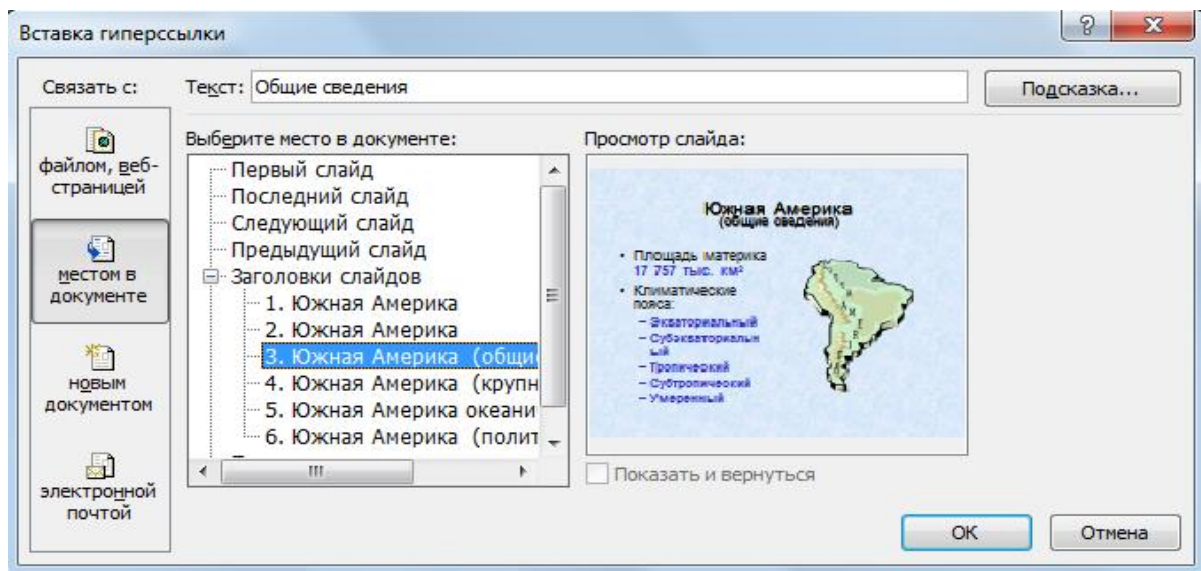 Вставка гиперссылки
Связать с:
Текст: Общие сведения
Подсказка...
файлом, веб-
страницей
местом в
документе
новым
документом
электронной
почтой
Выберите место в документе:
Первый слайд
Последний слайд
Следующий слайд
Предыдущий слайд
Заголовки слайдов
1. Южная Америка
2. Южная Америка
3. Южная Америка (общи
4. Южная Америка (крупн
5. Южная Америка океани
6. Южная Америка (полит
Просмотр слайда:
Южная Америка
(общие сведения)
• Площадь материка
17 757 тыс. км²
• Климатические
пояса:
– Экваториальный
– Субэкваториальн
ый
– Тропический
– Субтропический
– Умеренный
Показать и вернуться
ОК
Отмена